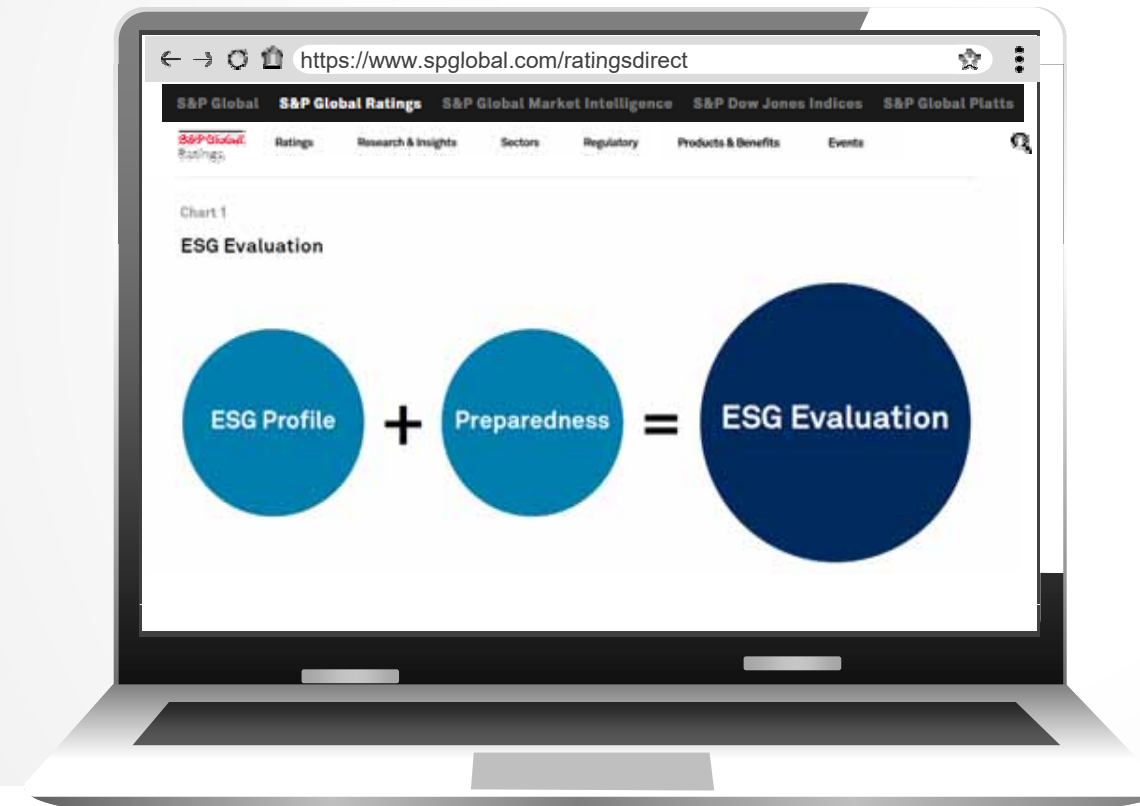 https://www.spglobal.com/ratingsdirect
S&P Global S&P Global Ratings S&P Global Market Intelligence S&P Dow Jones Indices S&P Global Platts
S&P Global
Ratings
Ratings Research & Insights Sectors Regulatory Products & Benefits Events
Chart 1
ESG Evaluation
ESG Profile + Preparedness = ESG Evaluation